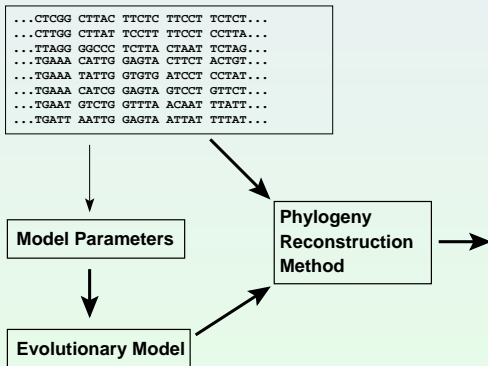 ...CTCGG CTTAC TTCTC TTCCT TCTCT...
...CTTGG CTTAT TCCTT TTCCT CCTTA...
...TTAGG GGCCC TCTTA CTAAT TCTAG...
...TGAAA CATTG GAGTA CTTCT ACTGT...
...TGAAA TATTG GTGTG ATCCT CCTAT...
...TGAAA CATCG GAGTA GTCCT GTTCT...
...TGAAT GTCTG GTTTA ACAAT TTATT...
...TGATT AATTG GAGTA ATTAT TTTAT...
Phylogeny
Reconstruction
Method
Model Parameters
Evolutionary Model